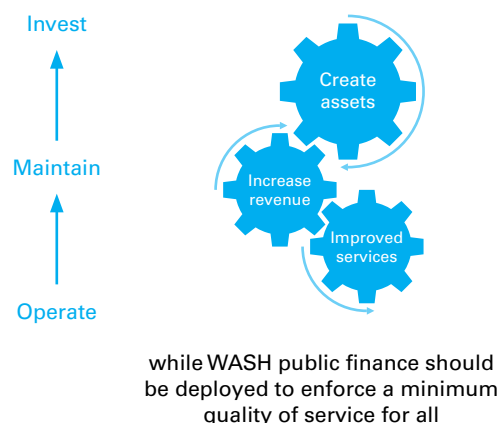 Invest
Maintain
Operate
Create
assets
Increase
revenue
Improved
services
while WASH public finance should
be deployed to enforce a minimum
quality of service for all